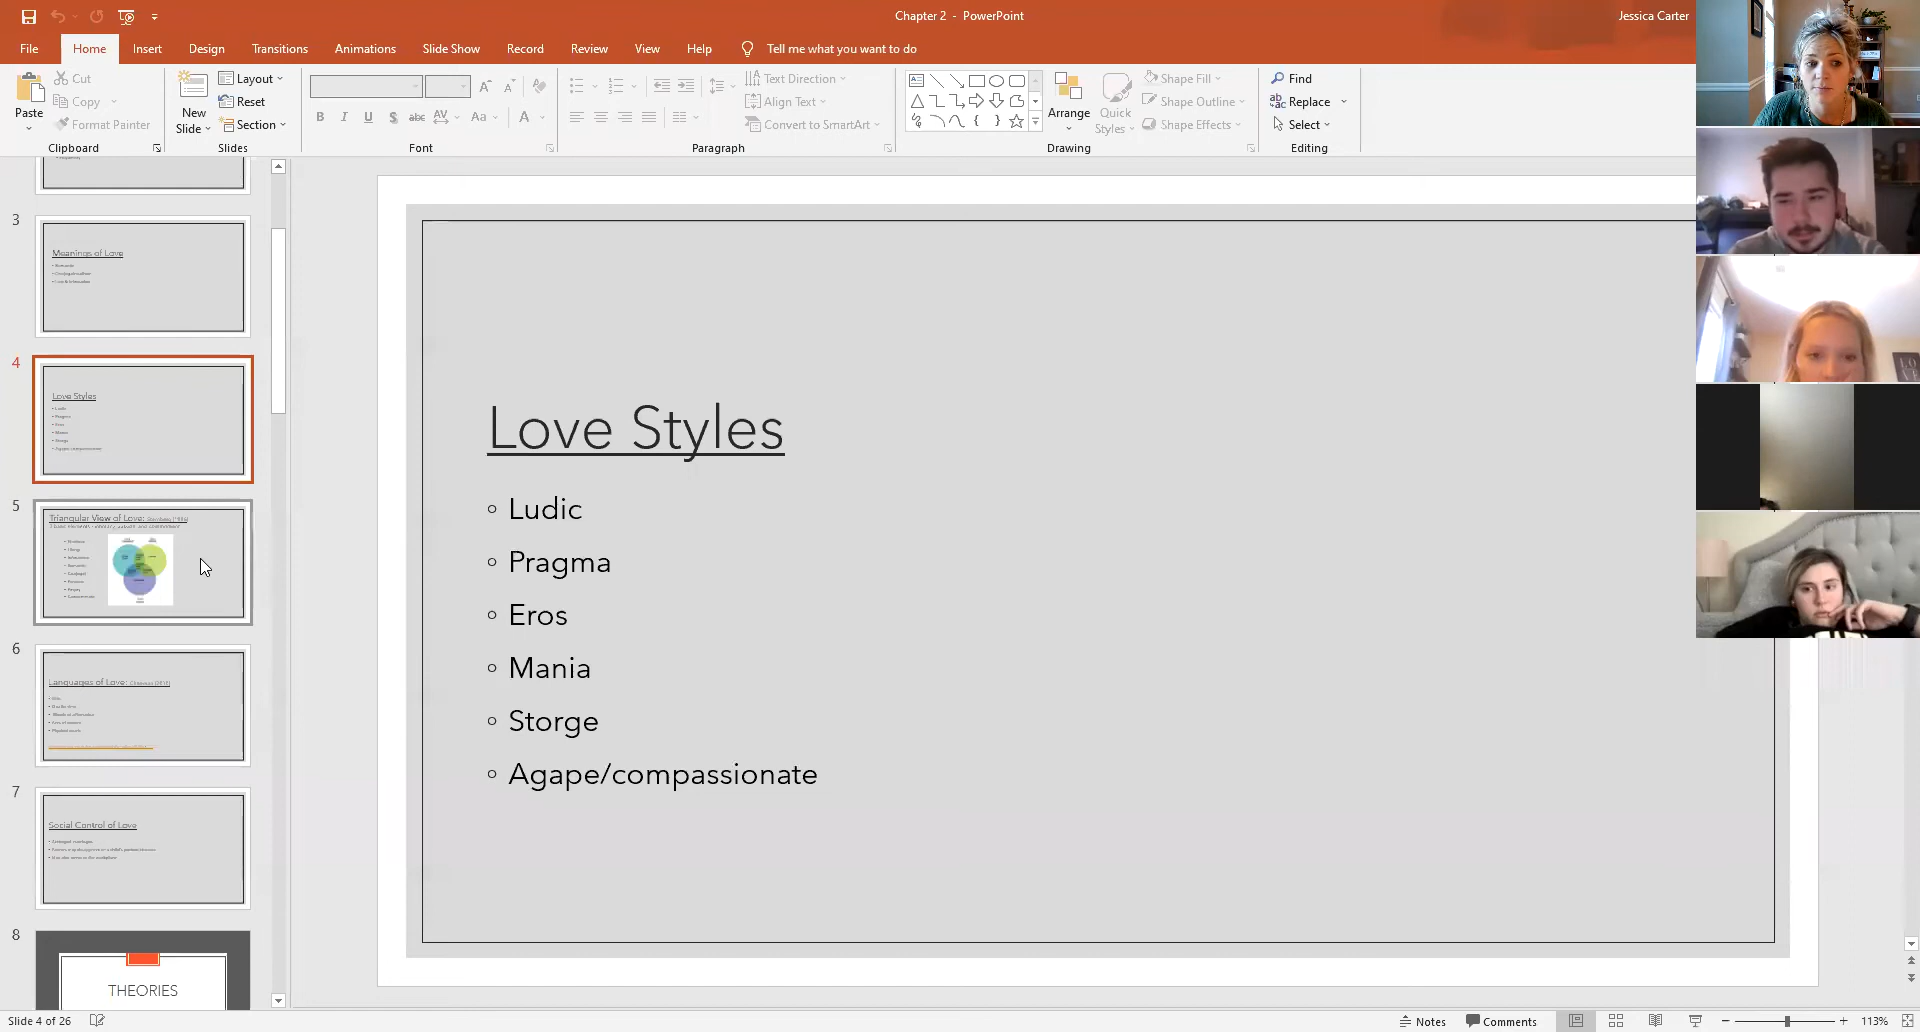 Chapter 2 - PowerPoint
Jessica Carter
File Home Insert Design Transitions Animations Slide Show Record Review View Help Tell me what you want to do
Paste
Cut
Copy
Format Painter
Clipboard
New Slide
Layout
Reset
Section
Slides
B I U S abc AV Aa A
Font
Text Direction
Align Text
Convert to SmartArt
Paragraph
Arrange
Quick Styles
Shape Fill
Shape Outline
Shape Effects
Drawing
Find
Replace
Select
Editing
3
Meanings of Love
4
Love Styles
5
Triangular View of Love:
6
Languages of Love:
7
Social Control of Love
8
THEORIES
Love Styles
Ludic
Pragma
Eros
Mania
Storge
Agape/compassionate
Slide 4 of 26
Notes
Comments
113%